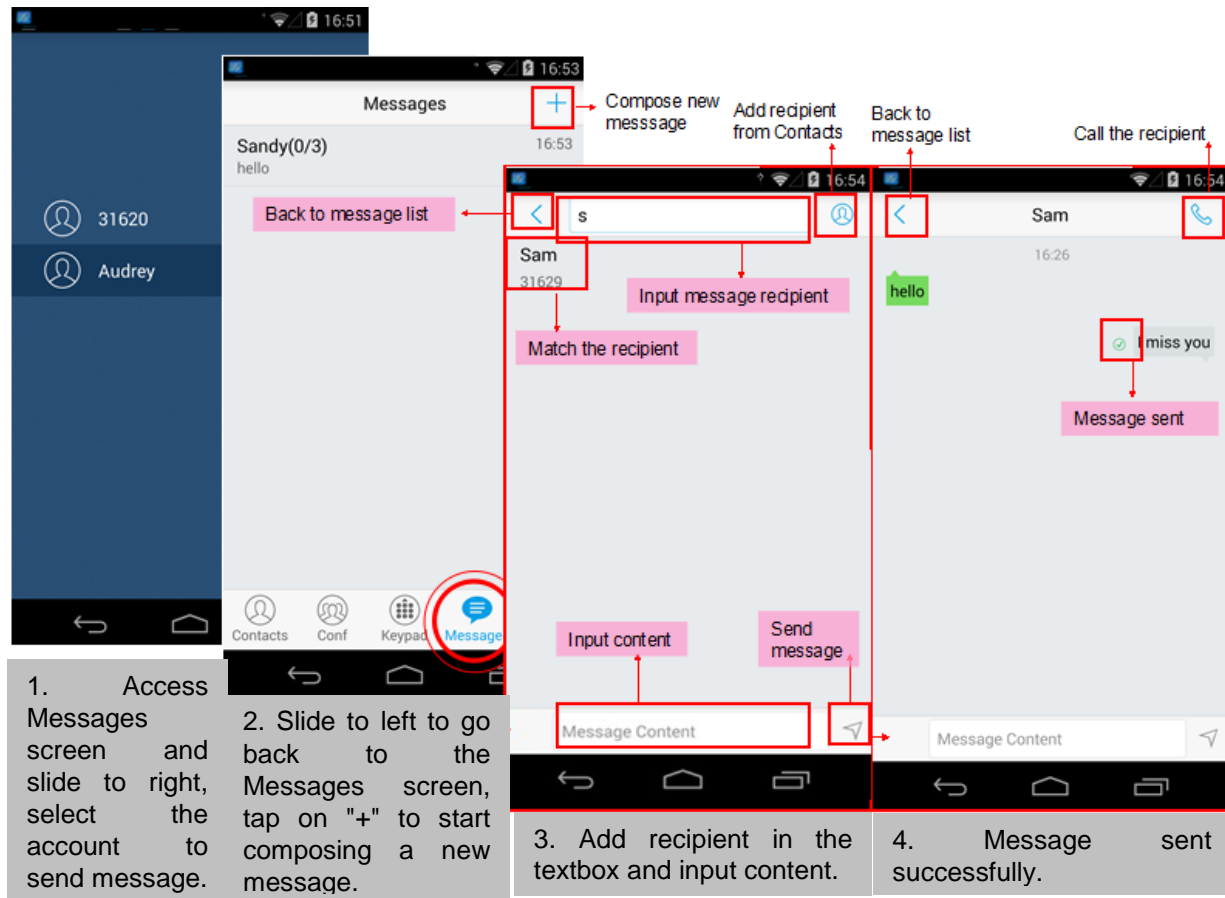 16:51
31620
Audrey
16:53
Messages
Sandy(0/3)
16:53
hello
Back to message list
Contacts
Conf
Keypad
Message
Compose new
messsage
Add recipient
from Contacts
Back to
message list
Call the recipient
16:54
s
Sam
31629
Input message recipient
Match the recipient
Input content
Send
message
Message Content
16:54
Sam
16:26
hello
I miss you
Message sent
Message Content
1. Access
Messages
screen and
slide to right,
select the
account to
send message.
2. Slide to left to go
back to the
Messages screen,
tap on "+" to start
composing a new
message.
3. Add recipient in the
textbox and input content.
4. Message sent
successfully.